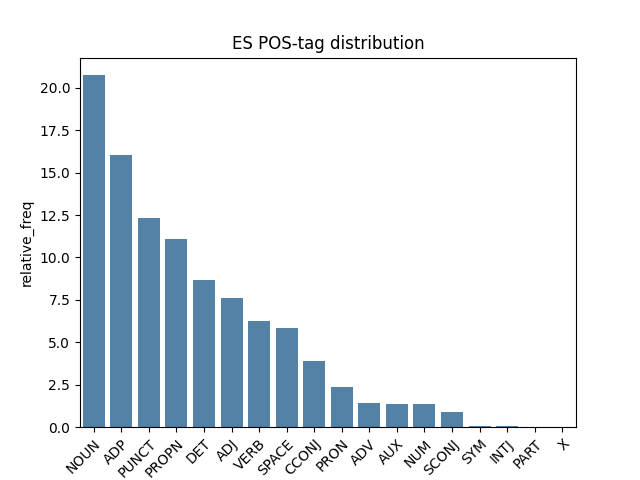 ES POS-tag distribution
20.0
17.5
15.0
12.5
10.0
7.5
5.0
2.5
0.0
relative_freq
NOUN
ADP
PUNCT
PROPN
DET
ADJ
VERB
SPACE
CCONJ
PRON
ADV
AUX
NUM
SCONJ
SYM
INTJ
PART
X